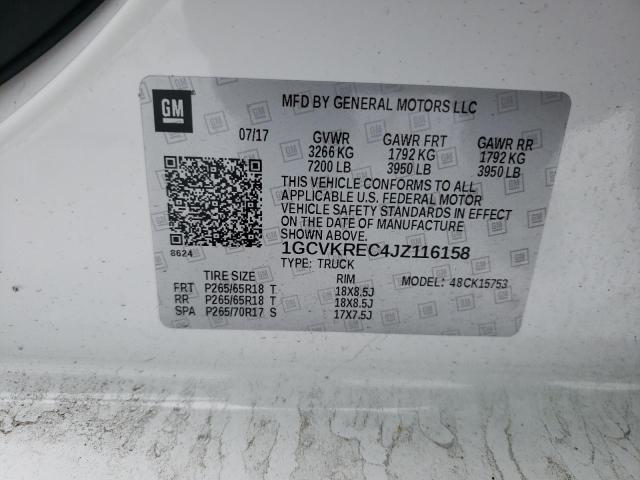 GM
MFD BY GENERAL MOTORS LLC
07/17
GVWR GAWR FRT GAWR RR
3266 KG 1792 KG 1792 KG
7200 LB 3950 LB 3950 LB
THIS VEHICLE CONFORMS TO ALL
APPLICABLE U.S. FEDERAL MOTOR
VEHICLE SAFETY STANDARDS IN EFFECT
ON THE DATE OF MANUFACTURE
SHOWN ABOVE.
1GCVKREC4JZ116158
8624
TYPE: TRUCK
TIRE SIZE RIM MODEL: 48CK15753
FRT P265/65R18 T 18X8.5J
RR P265/65R18 T 18X8.5J
SPA P265/70R17 S 17X7.5J